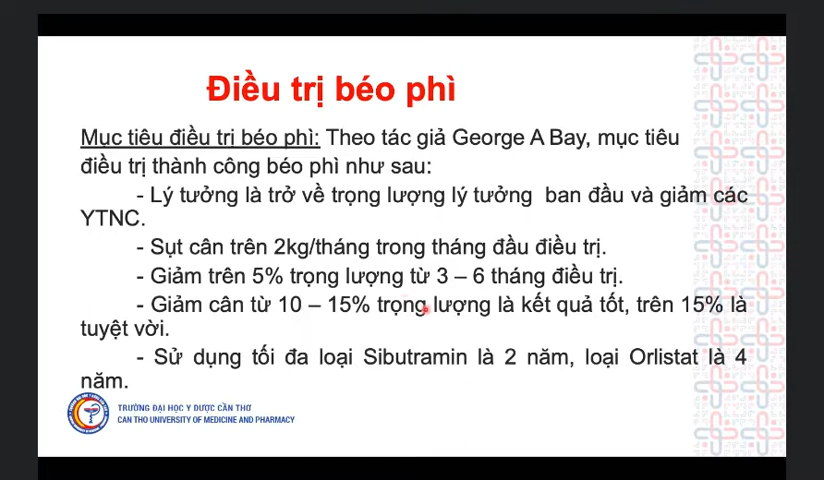 Điều trị béo phì
Mục tiêu điều trị béo phì: Theo tác giả George A Bay, mục tiêu
điều trị thành công béo phì như sau:
- Lý tưởng là trở về trọng lượng lý tưởng ban đầu và giảm các
YTNC.
- Sụt cân trên 2kg/tháng trong tháng đầu điều trị.
- Giảm trên 5% trọng lượng từ 3 – 6 tháng điều trị.
- Giảm cân từ 10 – 15% trọng lượng là kết quả tốt, trên 15% là
tuyệt vời.
- Sử dụng tối đa loại Sibutramin là 2 năm, loại Orlistat là 4
năm.
TRƯỜNG ĐẠI HỌC Y DƯỢC CẦN THƠ
CAN THO UNIVERSITY OF MEDICINE AND PHARMACY